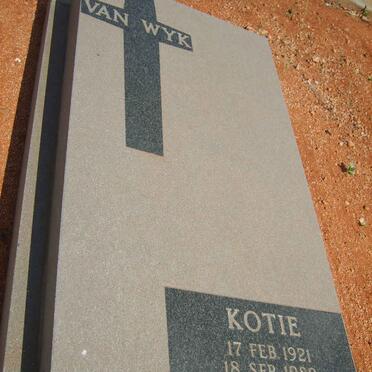 VAN WYK
KOTIE
17 FEB 1921
18 SEP